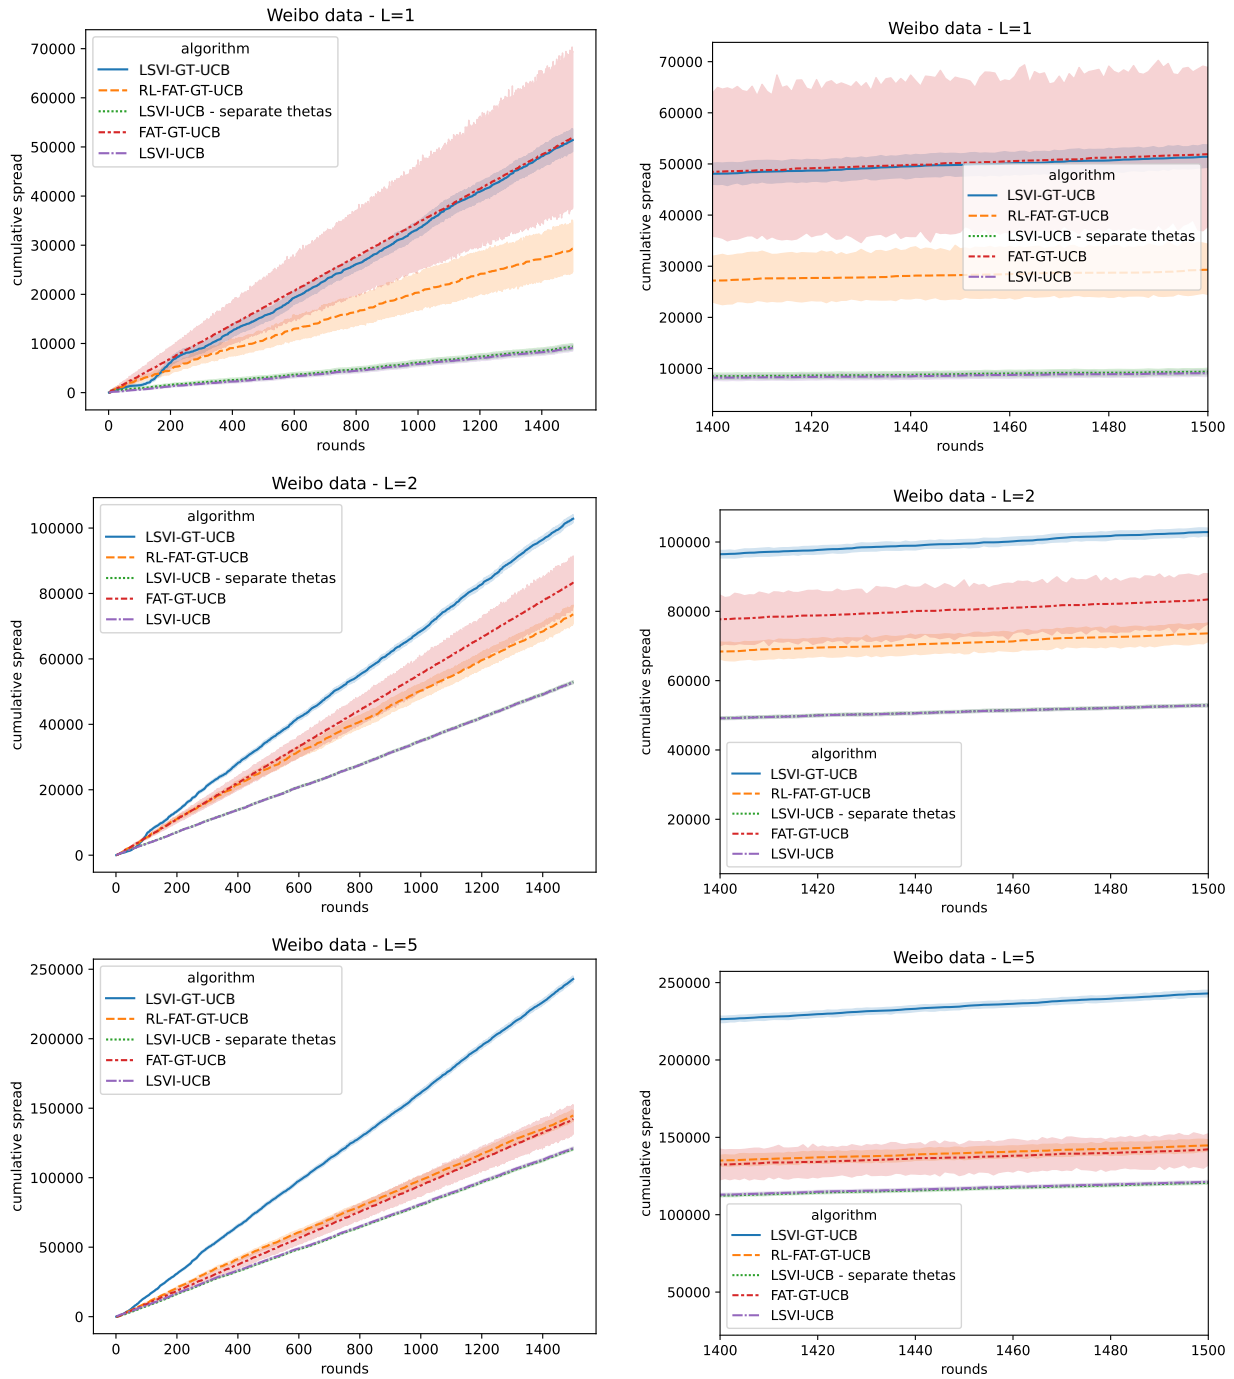 Weibo data - L=1
cumulative spread
70000
60000
50000
40000
30000
20000
10000
0
algorithm
LSVI-GT-UCB
RL-FAT-GT-UCB
LSVI-UCB - separate thetas
FAT-GT-UCB
LSVI-UCB
0 200 400 600 800 1000 1200 1400
rounds
Weibo data - L=1
cumulative spread
70000
60000
50000
40000
30000
20000
10000
algorithm
LSVI-GT-UCB
RL-FAT-GT-UCB
LSVI-UCB - separate thetas
FAT-GT-UCB
LSVI-UCB
1400 1420 1440 1460 1480 1500
rounds
Weibo data - L=2
cumulative spread
100000
80000
60000
40000
20000
0
algorithm
LSVI-GT-UCB
RL-FAT-GT-UCB
LSVI-UCB - separate thetas
FAT-GT-UCB
LSVI-UCB
0 200 400 600 800 1000 1200 1400
rounds
Weibo data - L=2
cumulative spread
100000
80000
60000
40000
20000
algorithm
LSVI-GT-UCB
RL-FAT-GT-UCB
LSVI-UCB - separate thetas
FAT-GT-UCB
LSVI-UCB
1400 1420 1440 1460 1480 1500
rounds
Weibo data - L=5
cumulative spread
250000
200000
150000
100000
50000
0
algorithm
LSVI-GT-UCB
RL-FAT-GT-UCB
LSVI-UCB - separate thetas
FAT-GT-UCB
LSVI-UCB
0 200 400 600 800 1000 1200 1400
rounds
Weibo data - L=5
cumulative spread
250000
200000
150000
100000
50000
algorithm
LSVI-GT-UCB
RL-FAT-GT-UCB
LSVI-UCB - separate thetas
FAT-GT-UCB
LSVI-UCB
1400 1420 1440 1460 1480 1500
rounds